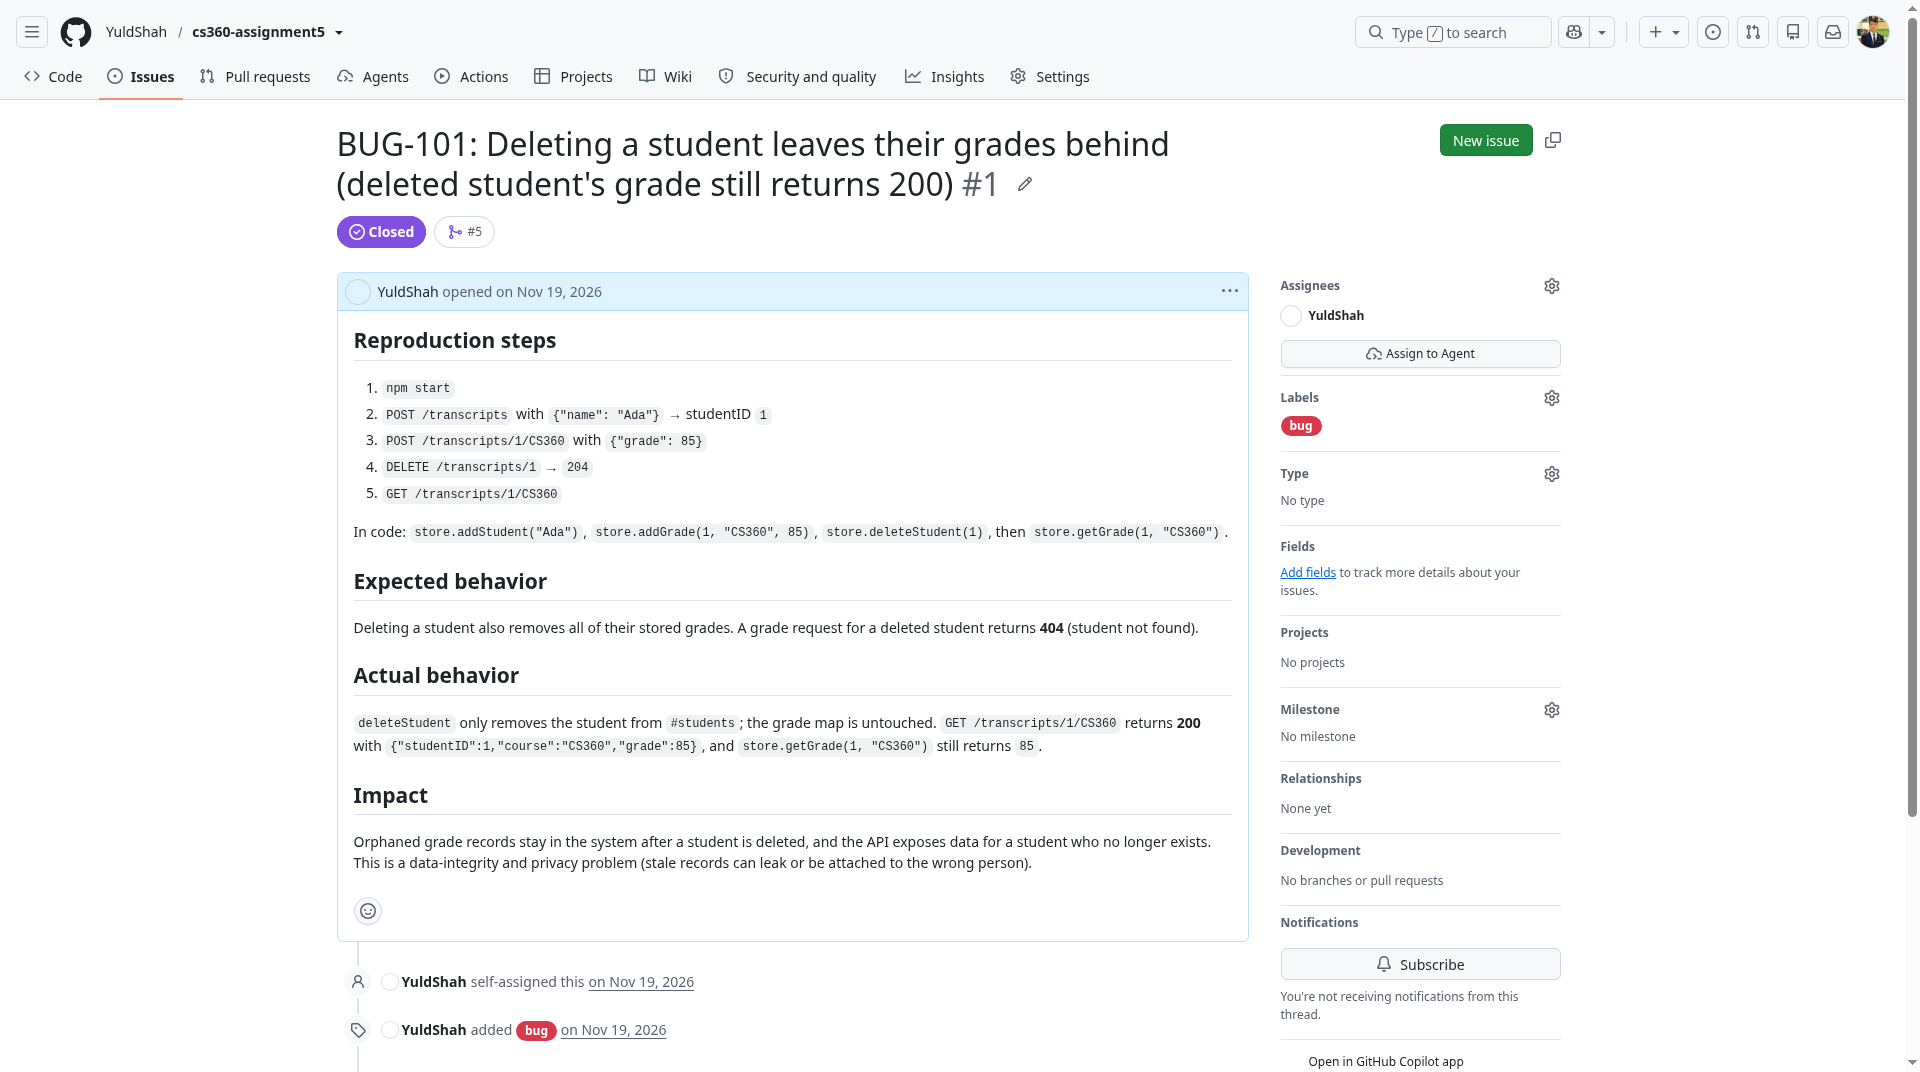 YuldShah / cs360-assignment5
Type / to search
Code
Issues
Pull requests
Agents
Actions
Projects
Wiki
Security and quality
Insights
Settings
BUG-101: Deleting a student leaves their grades behind
(deleted student's grade still returns 200) #1
New issue
Closed
#5
YuldShah opened on Nov 19, 2026
Reproduction steps
1. npm start
2. POST /transcripts with {"name": "Ada"} → studentID 1
3. POST /transcripts/1/CS360 with {"grade": 85}
4. DELETE /transcripts/1 → 204
5. GET /transcripts/1/CS360
In code: store.addStudent("Ada") , store.addGrade(1, "CS360", 85) , store.deleteStudent(1) , then store.getGrade(1, "CS360") .
Expected behavior
Deleting a student also removes all of their stored grades. A grade request for a deleted student returns 404 (student not found).
Actual behavior
deleteStudent only removes the student from #students ; the grade map is untouched. GET /transcripts/1/CS360 returns 200
with {"studentID":1,"course":"CS360","grade":85} , and store.getGrade(1, "CS360") still returns 85 .
Impact
Orphaned grade records stay in the system after a student is deleted, and the API exposes data for a student who no longer exists.
This is a data-integrity and privacy problem (stale records can leak or be attached to the wrong person).
YuldShah self-assigned this on Nov 19, 2026
YuldShah added bug on Nov 19, 2026
Assignees
YuldShah
Assign to Agent
Labels
bug
Type
No type
Fields
Add fields to track more details about your
issues.
Projects
No projects
Milestone
No milestone
Relationships
None yet
Development
No branches or pull requests
Notifications
Subscribe
You're not receiving notifications from this
thread.
Open in GitHub Copilot app